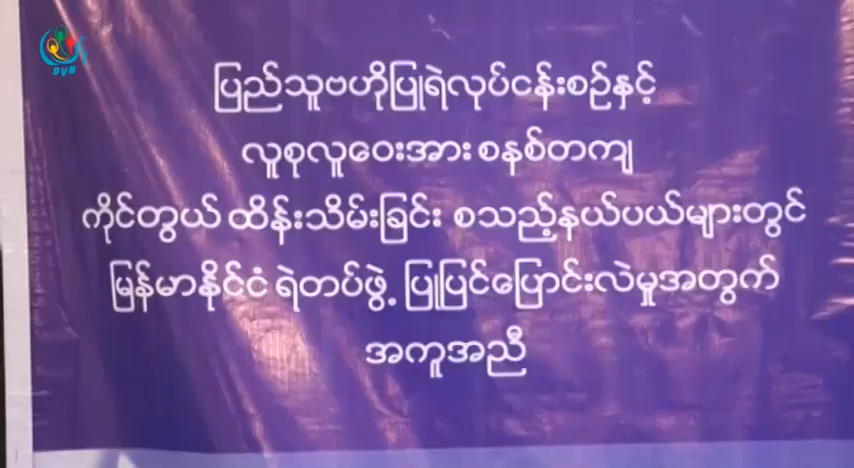 DVB
ပြည်သူဗဟိုပြုရဲလုပ်ငန်းစဉ်နှင့်
လူစုလူဝေးအား စနစ်တကျ
ကိုင်တွယ် ထိန်းသိမ်းခြင်း စသည့်နယ်ပယ်များတွင်
မြန်မာနိုင်ငံ ရဲတပ်ဖွဲ့ ပြုပြင်ပြောင်းလဲမှုအတွက်
အကူအညီ